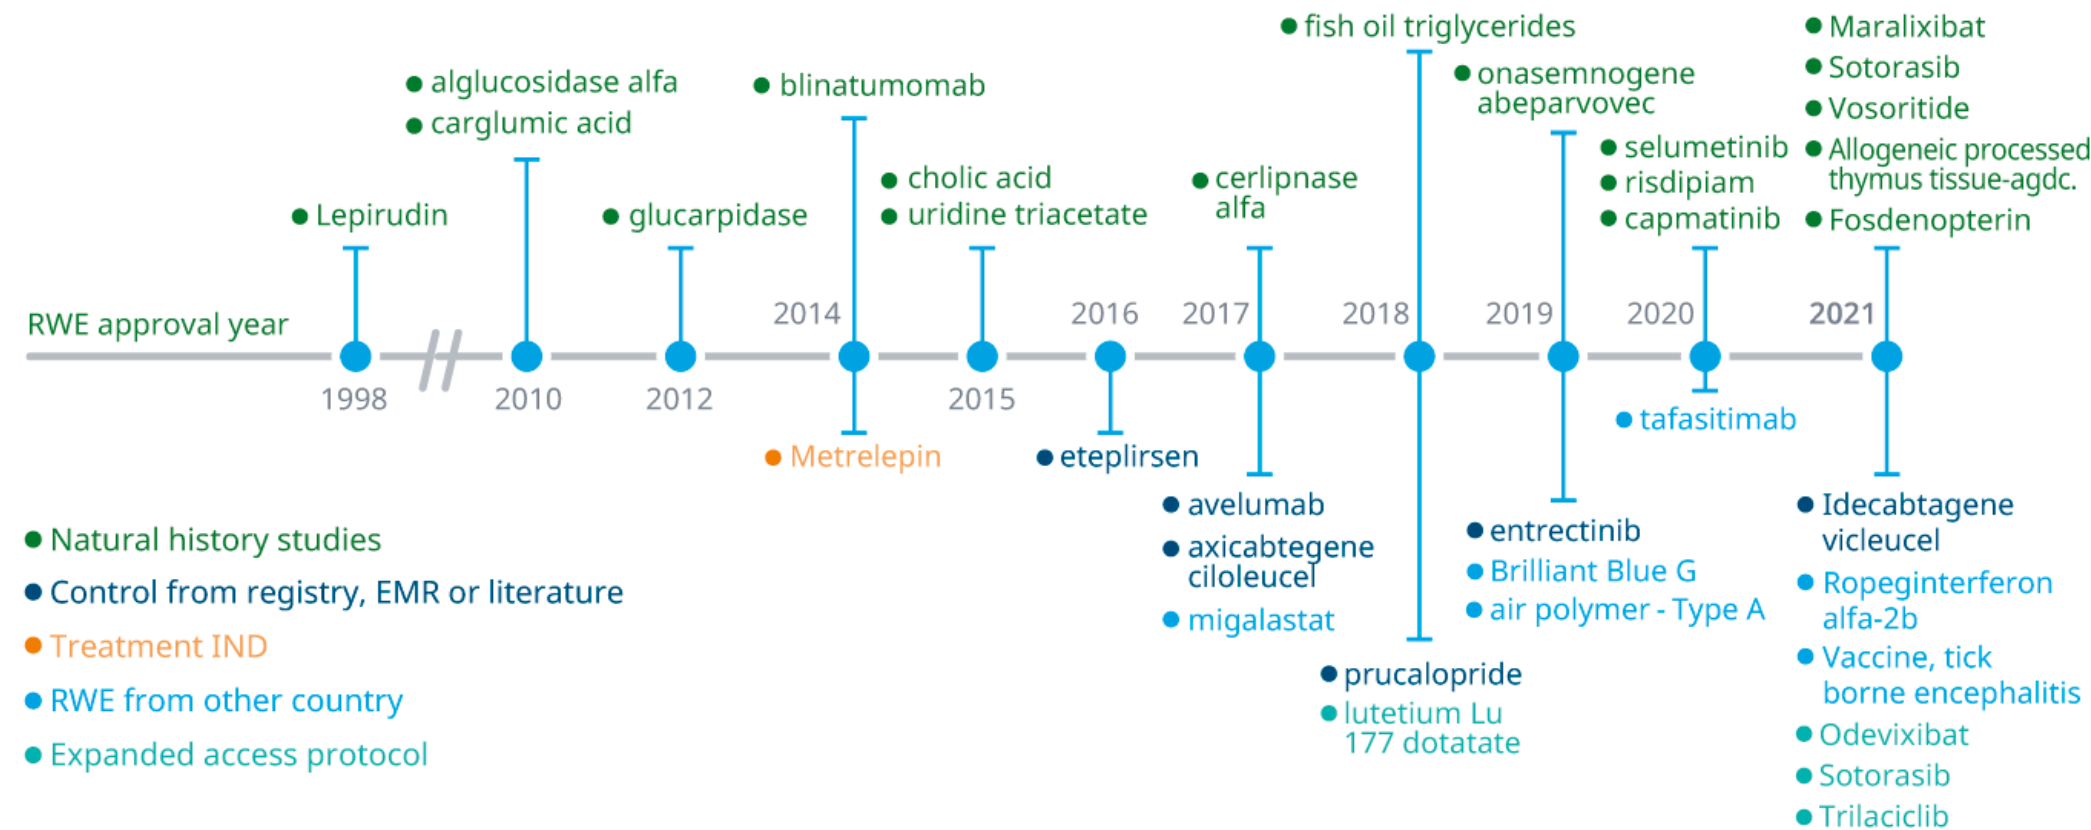 fish oil triglycerides
Maralixibat
onasemnogene
abeparvovec
Sotorasib
alglucosidase alfa
blinatumomab
Vosoritide
carglumic acid
selumetinib
Allogeneic processed
thymus tissue-agdc.
cholic acid
cerlipnase
alfa
risdipiam
Lepirudin
glucarpidase
uridine triacetate
capmatinib
Fosdenopterin
RWE approval year
2014
2016
2017
2018
2019
2020
2021
1998
2010
2012
2015
tafasitimab
Metrelepin
eteplirsen
avelumab
axicabtegene
ciloleucel
migalastat
prucalopride
lutetium Lu
177 dotatate
entrectinib
Brilliant Blue G
air polymer - Type A
Idecabtagene
vicleucel
Ropeginterferon
alfa-2b
Vaccine, tick
borne encephalitis
Odevixibat
Sotorasib
Trilaciclib
Natural history studies
Control from registry, EMR or literature
Treatment IND
RWE from other country
Expanded access protocol